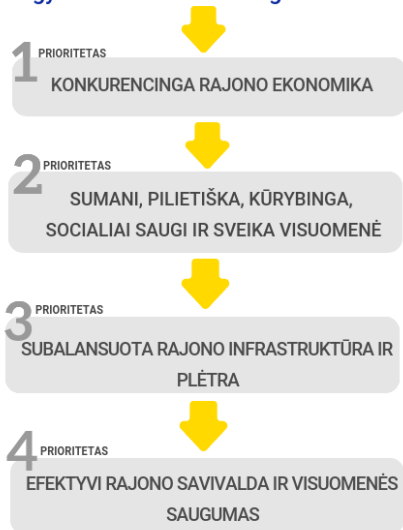 1 PRIORITETAS
KONKURENCINGA RAJONO EKONOMIKA
2 PRIORITETAS
SUMANI, PILIETIŠKA, KŪRYBINGA,
SOCIALIAI SAUGI IR SVEIKA VISUOMENĖ
3 PRIORITETAS
SUBALANSUOTA RAJONO INFRASTRUKTŪRA IR
PLĖTRA
4 PRIORITETAS
EFEKTYVI RAJONO SAVIVALDA IR VISUOMENĖS
SAUGUMAS